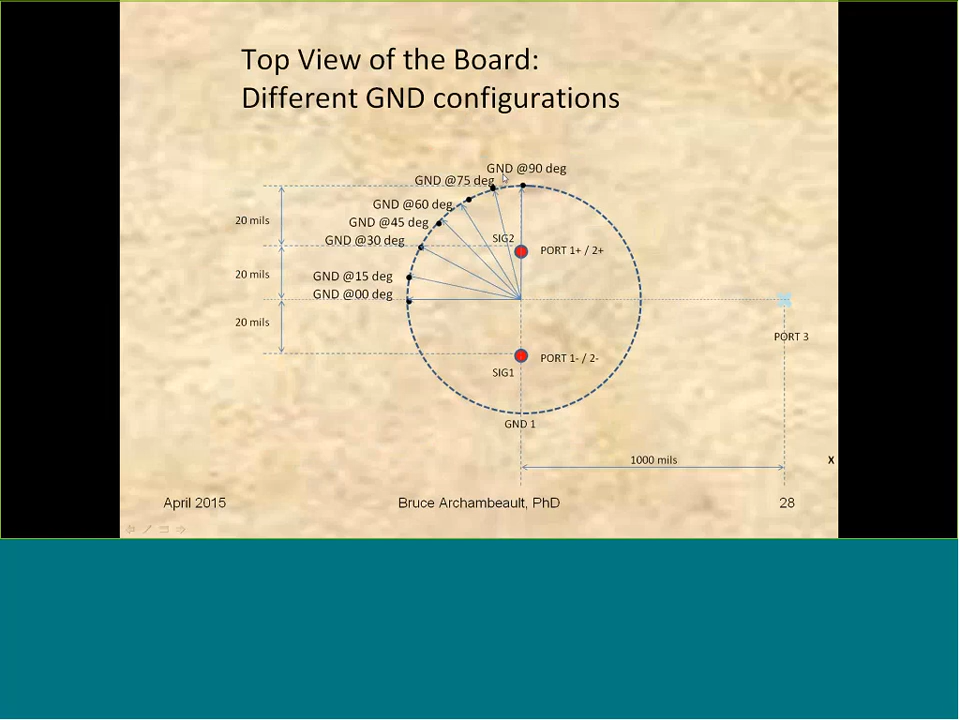 Top View of the Board:
Different GND configurations
GND @90 deg
GND @75 deg
GND @60 deg
20 mils
GND @45 deg
GND @30 deg
SIG2
PORT 1+ / 2+
20 mils
GND @15 deg
GND @00 deg
20 mils
PORT 3
PORT 1- / 2-
SIG1
GND 1
1000 mils
X
April 2015
Bruce Archambeault, PhD
28